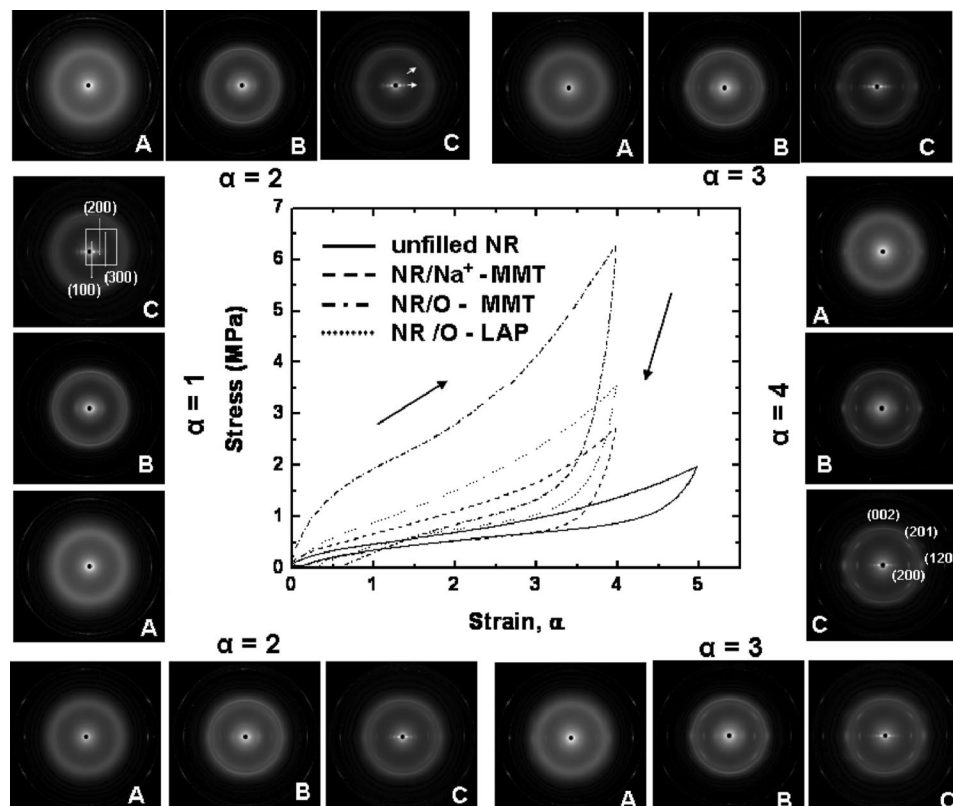 A
B
C
A
B
C
α = 2
α = 3
(200)
(300)
(100)
C
B
A
α = 1
7
6
5
4
3
2
1
0
Stress (MPa)
unfilled NR
NR/Na⁺ - MMT
NR/O - MMT
NR /O - LAP
0 1 2 3 4 5
Strain, α
α = 4
A
B
(002)
(201)
(120
(200)
C
α = 2
α = 3
A
B
C
A
B
C